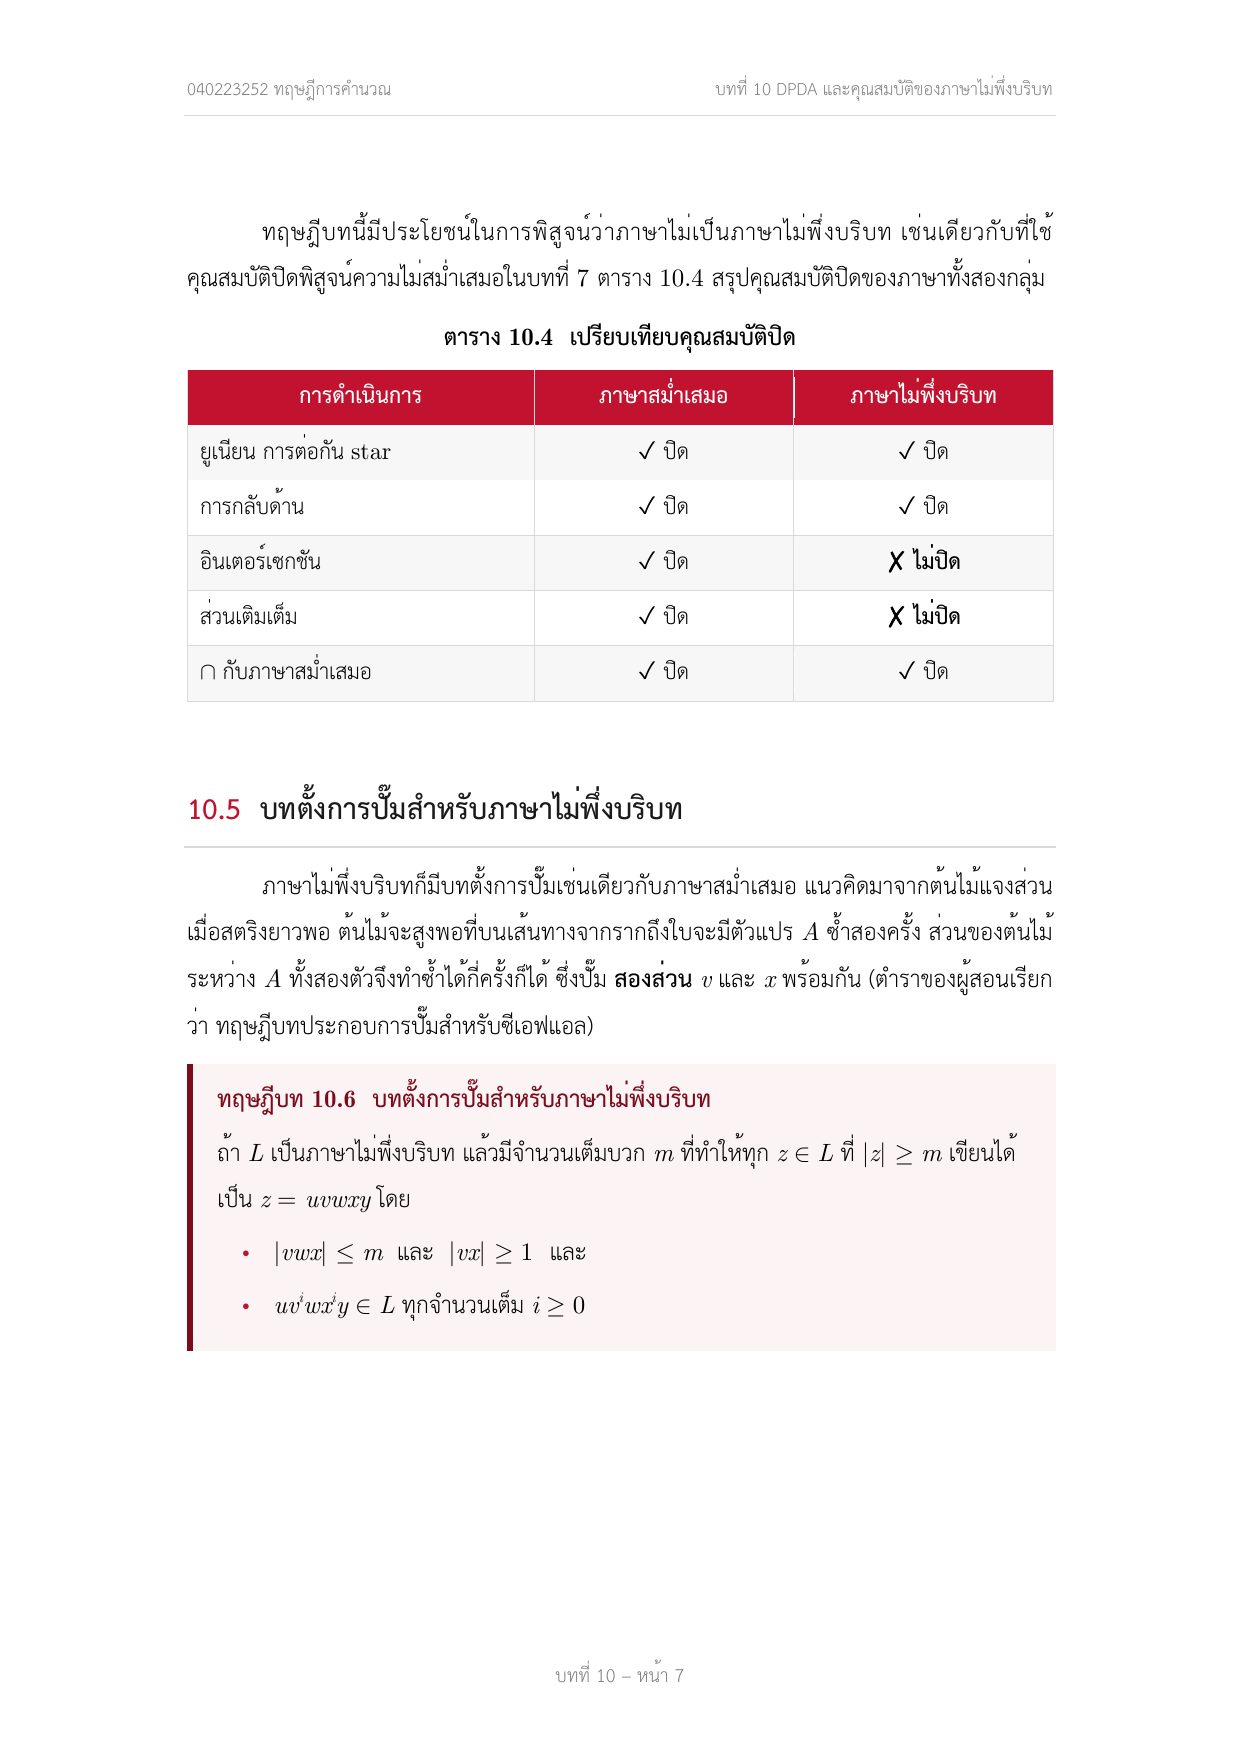 040223252 ทฤษฎีการคำนวณ
บทที่ 10 DPDA และคุณสมบัติของภาษาไม่พึ่งบริบท
ทฤษฎีบทนี้มีประโยชน์ในการพิสูจน์ว่าภาษาไม่เป็นภาษาไม่พึ่งบริบท เช่นเดียวกับที่ใช้
คุณสมบัติปิดพิสูจน์ความไม่สม่ำเสมอในบทที่ 7 ตาราง 10.4 สรุปคุณสมบัติปิดของภาษาทั้งสองกลุ่ม
ตาราง 10.4 เปรียบเทียบคุณสมบัติปิด
การดำเนินการ ภาษาสม่ำเสมอ ภาษาไม่พึ่งบริบท
ยูเนียน การต่อกัน star ✓ ปิด ✓ ปิด
การกลับด้าน ✓ ปิด ✓ ปิด
อินเตอร์เซกชัน ✓ ปิด ✗ ไม่ปิด
ส่วนเติมเต็ม ✓ ปิด ✗ ไม่ปิด
∩ กับภาษาสม่ำเสมอ ✓ ปิด ✓ ปิด
10.5 บทตั้งการปั๊มสำหรับภาษาไม่พึ่งบริบท
ภาษาไม่พึ่งบริบทก็มีบทตั้งการปั๊มเช่นเดียวกับภาษาสม่ำเสมอ แนวคิดมาจากต้นไม้แจงส่วน
เมื่อสตริงยาวพอ ต้นไม้จะสูงพอที่บนเส้นทางจากรากถึงใบจะมีตัวแปร A ซ้ำสองครั้ง ส่วนของต้นไม้
ระหว่าง A ทั้งสองตัวจึงทำซ้ำได้กี่ครั้งก็ได้ ซึ่งปั๊ม สองส่วน v และ x พร้อมกัน (ตำราของผู้สอนเรียก
ว่า ทฤษฎีบทประกอบการปั๊มสำหรับซีเอฟแอล)
ทฤษฎีบท 10.6 บทตั้งการปั๊มสำหรับภาษาไม่พึ่งบริบท
ถ้า L เป็นภาษาไม่พึ่งบริบท แล้วมีจำนวนเต็มบวก m ที่ทำให้ทุก z ∈ L ที่ |z| ≥ m เขียนได้
เป็น z = uvwxy โดย
• |vwx| ≤ m และ |vx| ≥ 1 และ
• uvⁱwxⁱy ∈ L ทุกจำนวนเต็ม i ≥ 0
บทที่ 10 – หน้า 7